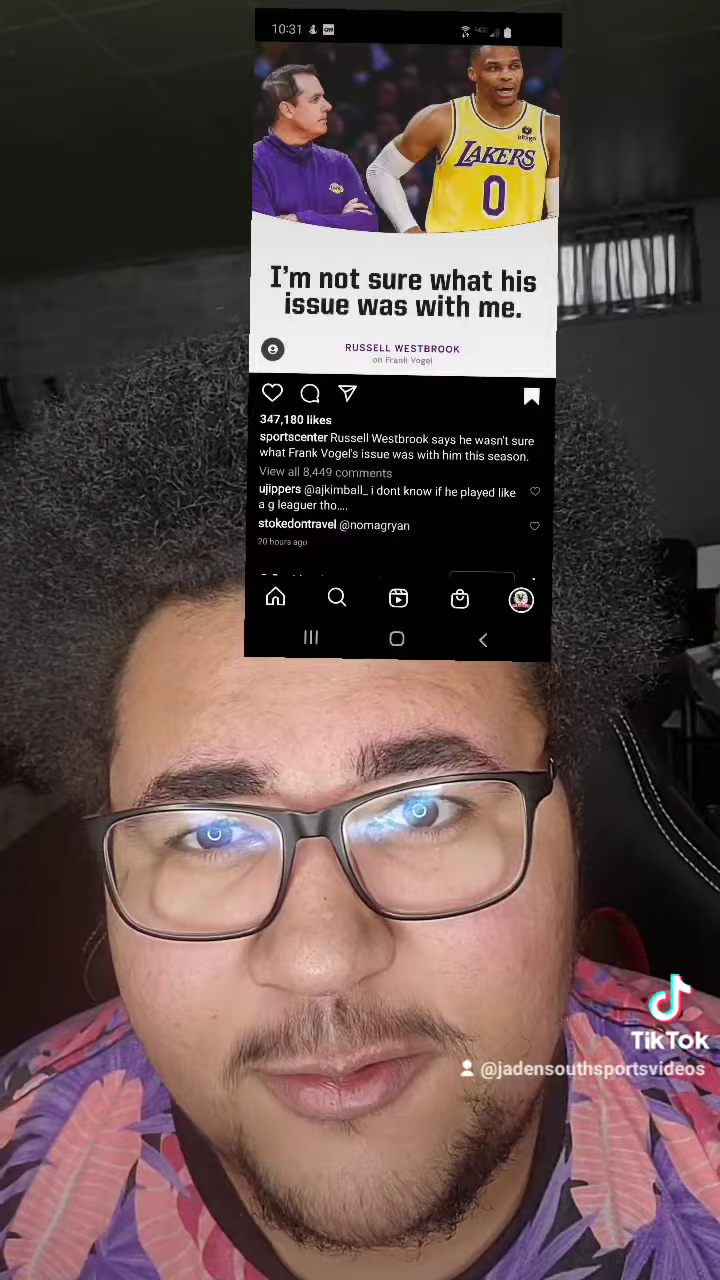 10:31
LAKERS
bibigo
0
I'm not sure what his
issue was with me.
RUSSELL WESTBROOK
on Frank Vogel
347,180 likes
sportscenter Russell Westbrook says he wasn't sure
what Frank Vogel's issue was with him this season.
View all 8,449 comments
ujippers @ajkimball_ i dont know if he played like
a g leaguer tho....
stokedontravel @nomagryan
20 hours ago
TikTok
@jadensouthsportsvideos